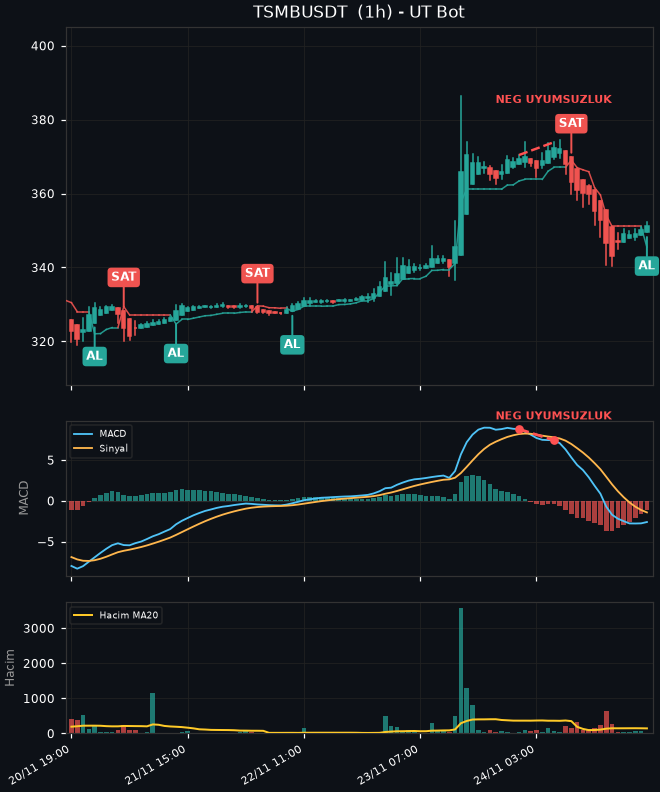 TSMBUSDT (1h) - UT Bot
400
380
360
340
320
NEG UYUMSUZLUK
SAT
SAT
SAT
AL
AL
AL
AL
NEG UYUMSUZLUK
MACD
Sinyal
MACD
5
0
−5
Hacim MA20
Hacim
3000
2000
1000
0
20/11 19:00
21/11 15:00
22/11 11:00
23/11 07:00
24/11 03:00